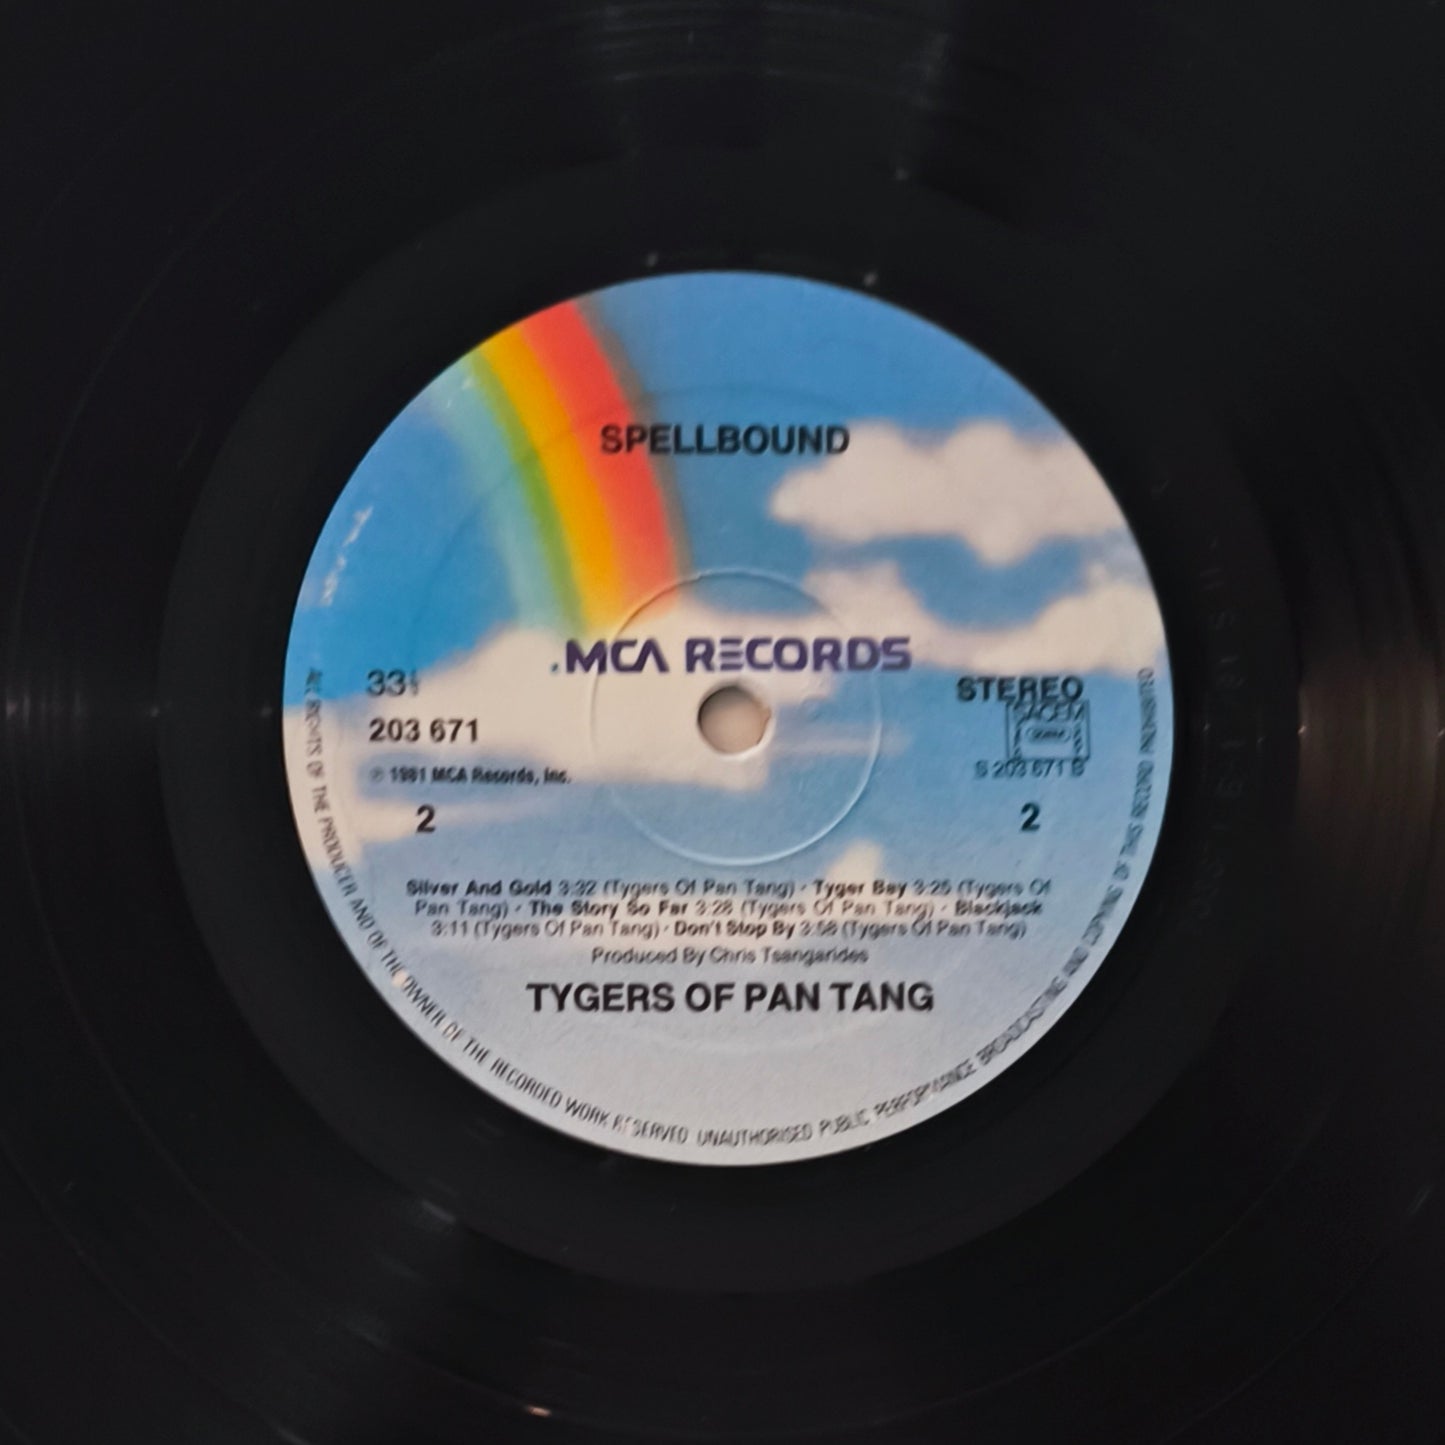 SPELLBOUND
MCA RECORDS
33⅓
STEREO
203 671
SACEM
℗ 1981 MCA Records, Inc.
S 203 671 B
2
2
Silver And Gold 3:32 (Tygers Of Pan Tang) · Tyger Bay 3:25 (Tygers Of
Pan Tang) · The Story So Far 3:28 (Tygers Of Pan Tang) · Blackjack
3:11 (Tygers Of Pan Tang) · Don't Stop By 3:58 (Tygers Of Pan Tang)
Produced By Chris Tsangarides
TYGERS OF PAN TANG
ALL RIGHTS OF THE PRODUCER AND OF THE OWNER OF THE RECORDED WORK RESERVED UNAUTHORISED PUBLIC PERFORMANCE BROADCASTING AND COPYING OF THIS RECORD PROHIBITED